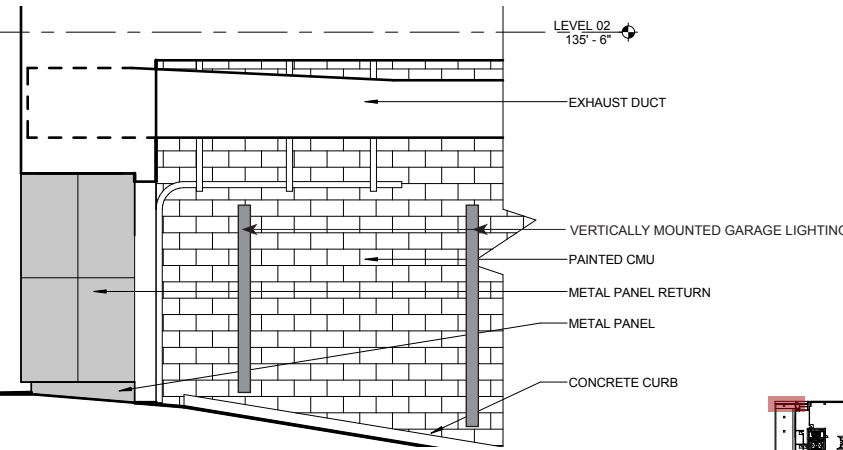 LEVEL 02
135' - 6"
EXHAUST DUCT
VERTICALLY MOUNTED GARAGE LIGHTING
PAINTED CMU
METAL PANEL RETURN
METAL PANEL
CONCRETE CURB